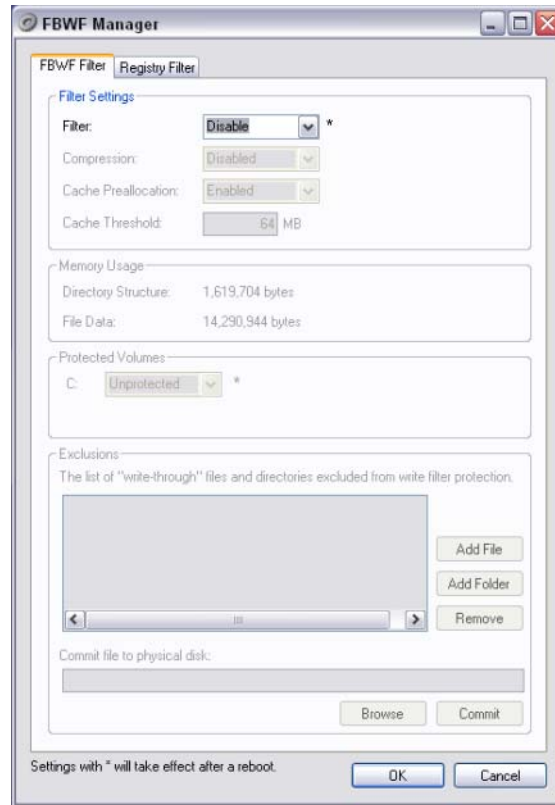 FBWF Manager
FBWF Filter Registry Filter
Filter Settings
Filter: Disable *
Compression: Disabled
Cache Preallocation: Enabled
Cache Threshold: 64 MB
Memory Usage
Directory Structure: 1,619,704 bytes
File Data: 14,290,944 bytes
Protected Volumes
C: Unprotected *
Exclusions
The list of "write-through" files and directories excluded from write filter protection.
Add File
Add Folder
Remove
Commit file to physical disk:
Browse Commit
Settings with * will take effect after a reboot.
OK Cancel